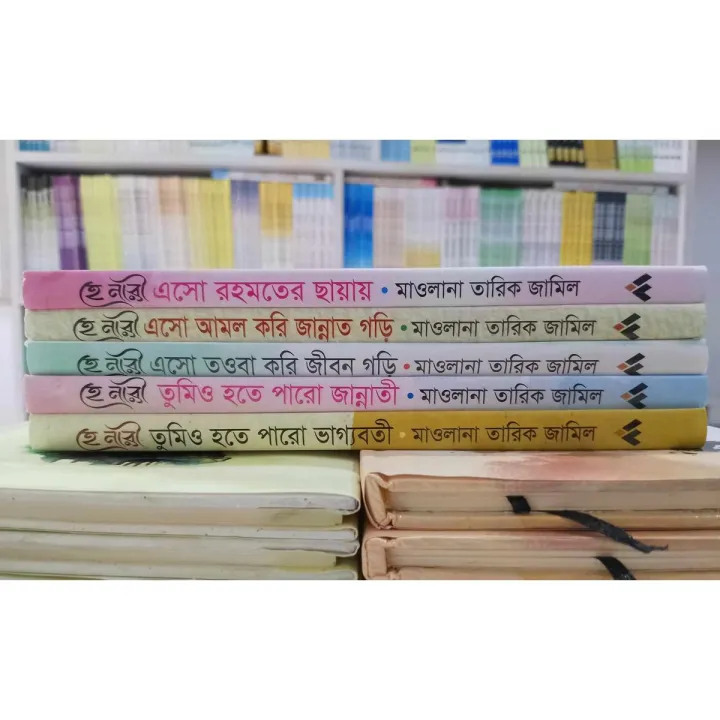 হে নারী এসো রহমতের ছায়ায় • মাওলানা তারিক জামিল
হে নারী এসো আমল করি জান্নাত গড়ি • মাওলানা তারিক জামিল
হে নারী এসো তওবা করি জীবন গড়ি • মাওলানা তারিক জামিল
হে নারী তুমিও হতে পারো জান্নাতী • মাওলানা তারিক জামিল
হে নারী তুমিও হতে পারো ভাগ্যবতী • মাওলানা তারিক জামিল